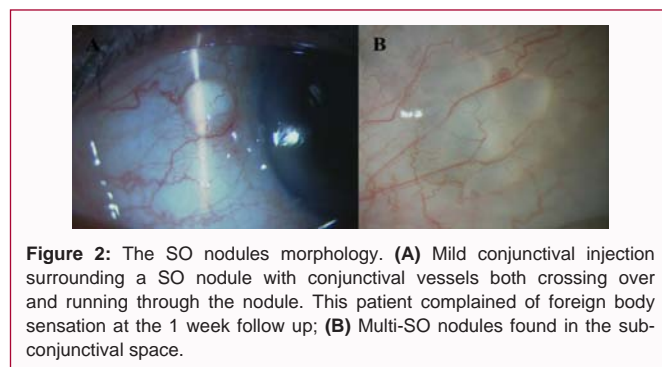 A
B
Figure 2: The SO nodules morphology. (A) Mild conjunctival injection
surrounding a SO nodule with conjunctival vessels both crossing over
and running through the nodule. This patient complained of foreign body
sensation at the 1 week follow up; (B) Multi-SO nodules found in the sub-
conjunctival space.